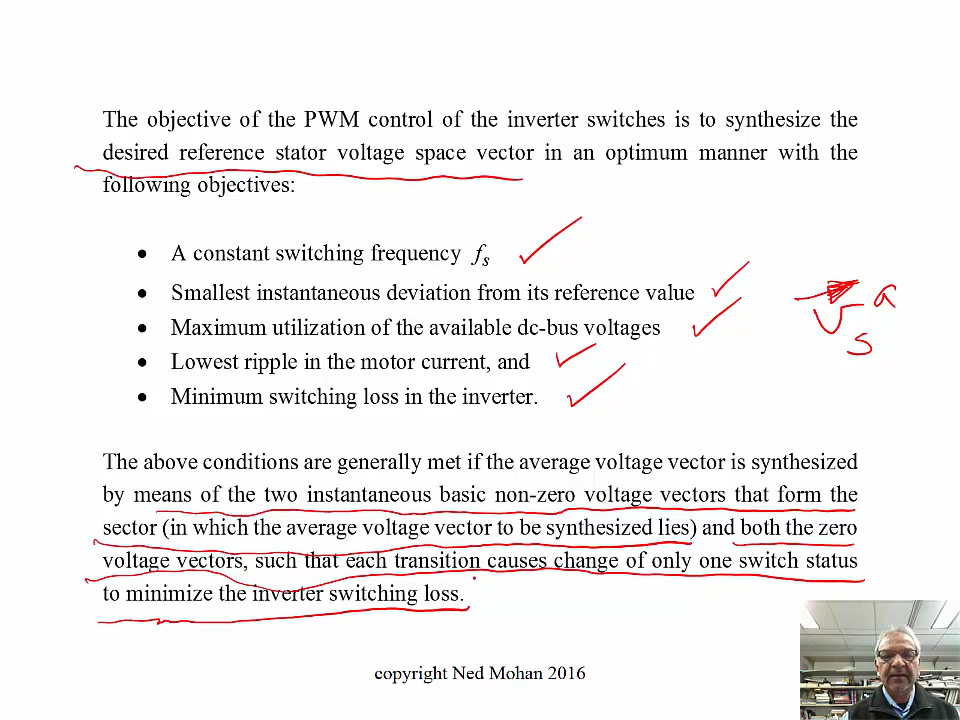 The objective of the PWM control of the inverter switches is to synthesize the
desired reference stator voltage space vector in an optimum manner with the
following objectives:
• A constant switching frequency fs
• Smallest instantaneous deviation from its reference value
• Maximum utilization of the available dc-bus voltages
a
s
• Lowest ripple in the motor current, and
• Minimum switching loss in the inverter.
The above conditions are generally met if the average voltage vector is synthesized
by means of the two instantaneous basic non-zero voltage vectors that form the
sector (in which the average voltage vector to be synthesized lies) and both the zero
voltage vectors, such that each transition causes change of only one switch status
to minimize the inverter switching loss.
copyright Ned Mohan 2016